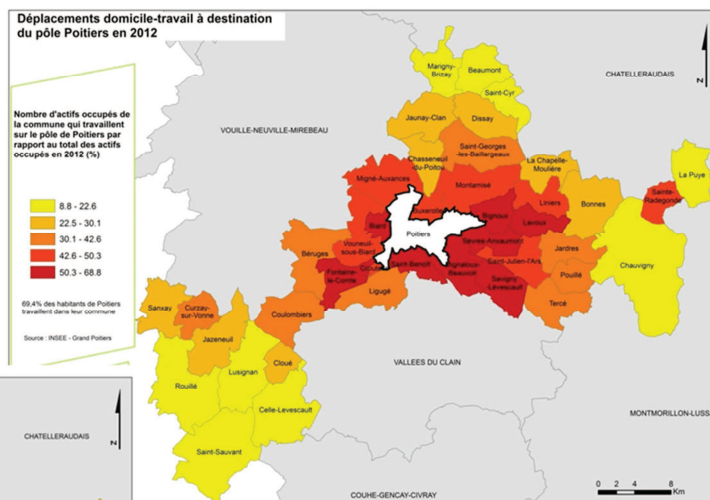 Déplacements domicile-travail à destination
du pôle Poitiers en 2012
Nombre d'actifs occupés de
la commune qui travaillent
sur le pôle de Poitiers par
rapport au total des actifs
occupés en 2012 (%)
8.8 - 22.6
22.5 - 30.1
30.1 - 42.6
42.6 - 50.3
50.3 - 68.8
69,4% des habitants de Poitiers
travaillent dans leur commune
Source : INSEE - Grand Poitiers
N
CHATELLERAUDAIS
VOUILLE-NEUVILLE-MIREBEAU
Marigny-
Brizay
Beaumont
Saint-Cyr
Jaunay-Clan
Dissay
Saint-Georges
-les-Baillargeaux
Chasseneuil
-du-Poitou
La Chapelle-
Moulière
La Puye
Migné-Auxances
Montamisé
Sainte-
Radegonde
Liniers
Bonnes
Bignoux
Lavoux
Biard
Poitiers
Sèvres-Anxaumont
Vouneuil-
sous-Biard
Jardres
Chauvigny
Béruges
Saint-Benoît
Mignaloux-
Beauvoir
Saint-Julien-l'Ars
Fontaine-
le-Comte
Pouillé
Savigny
-Lévescault
Ligugé
Tercé
Sanxay
Curzay-
sur-Vonne
Coulombiers
Jazeneuil
Cloué
Rouillé
Lusignan
Celle-Levescault
Saint-Sauvant
VALLEES DU CLAIN
MONTMORILLON-LUSS
CHATELLERAUDAIS
N
COUHE-GENCAY-CIVRAY
0 2 4 8
Km